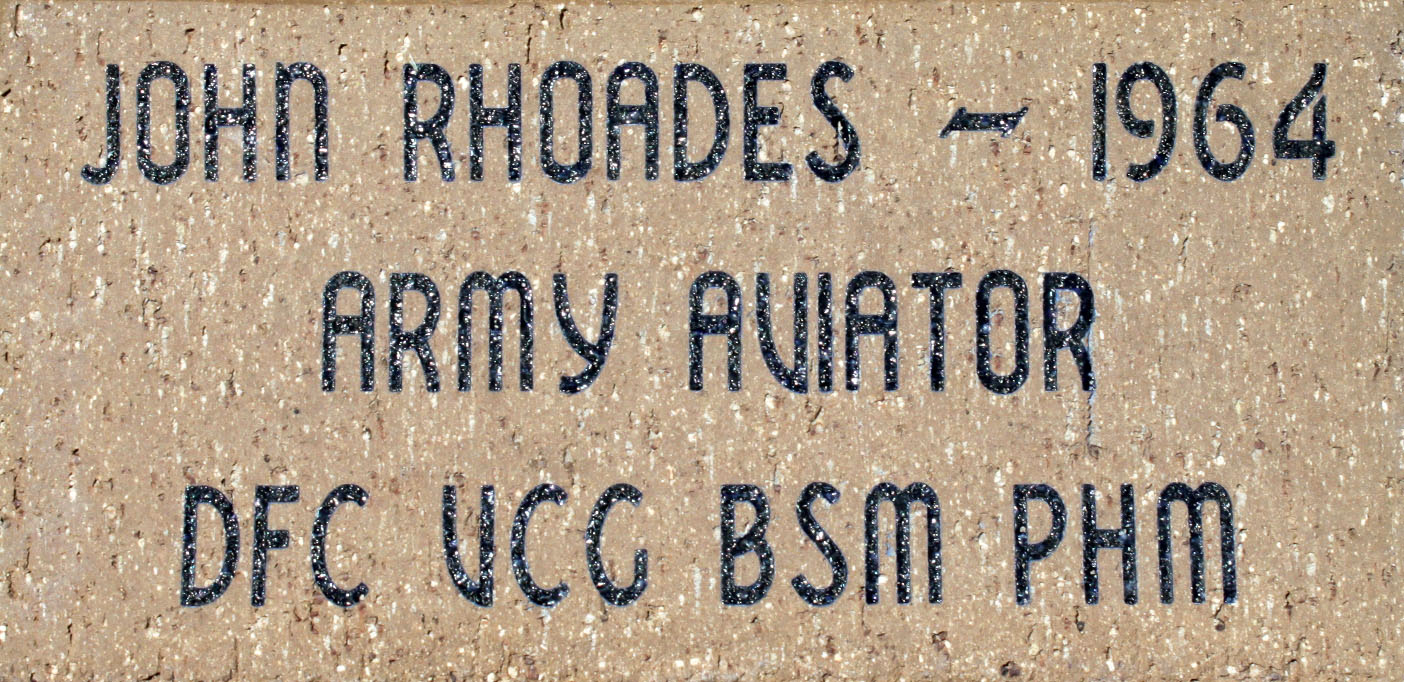 JOHN RHOADES ~ 1964
ARMY AVIATOR
DFC VCG BSM PHM